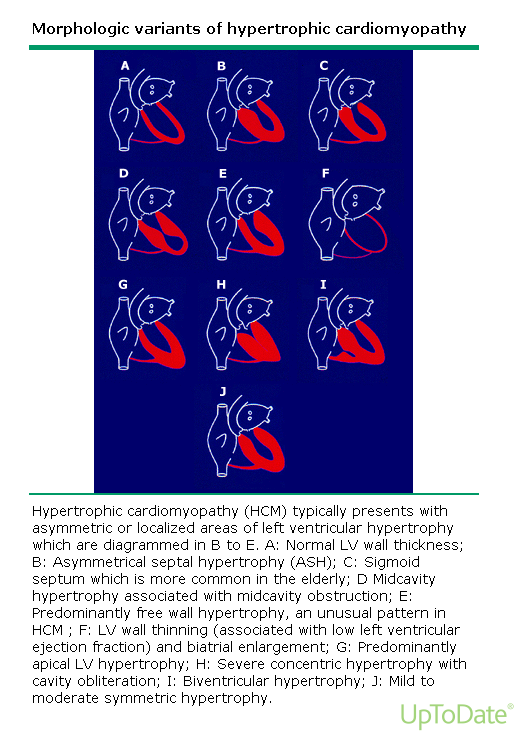 Morphologic variants of hypertrophic cardiomyopathy
A B C
D E F
G H I
J
Hypertrophic cardiomyopathy (HCM) typically presents with
asymmetric or localized areas of left ventricular hypertrophy
which are diagrammed in B to E. A: Normal LV wall thickness;
B: Asymmetrical septal hypertrophy (ASH); C: Sigmoid
septum which is more common in the elderly; D Midcavity
hypertrophy associated with midcavity obstruction; E:
Predominantly free wall hypertrophy, an unusual pattern in
HCM ; F: LV wall thinning (associated with low left ventricular
ejection fraction) and biatrial enlargement; G: Predominantly
apical LV hypertrophy; H: Severe concentric hypertrophy with
cavity obliteration; I: Biventricular hypertrophy; J: Mild to
moderate symmetric hypertrophy.
UpToDate®